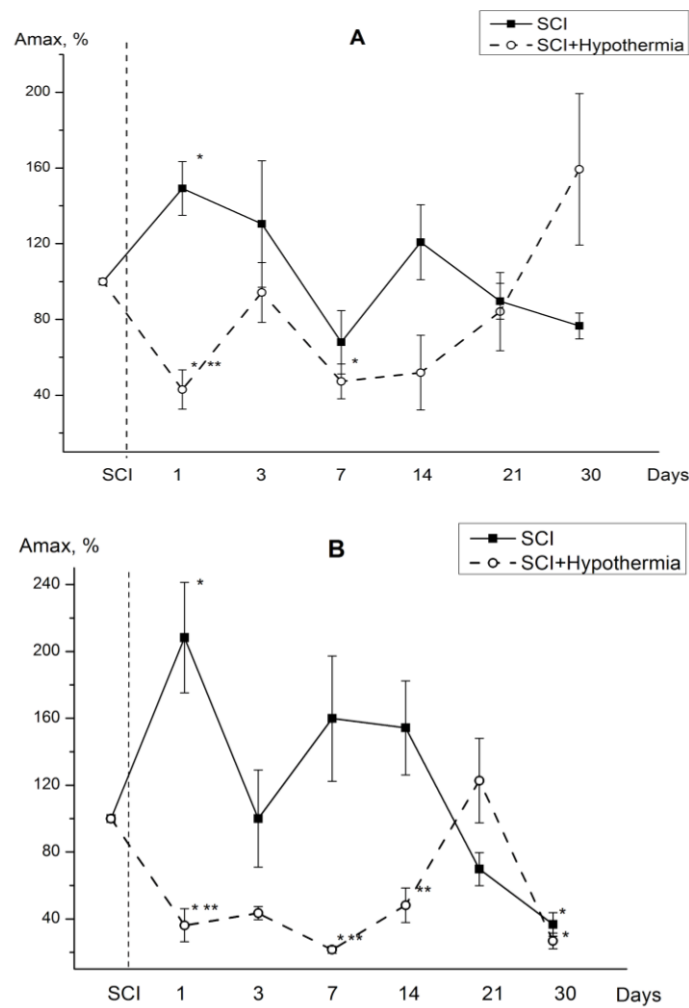 Amax, %
A
SCI
SCI+Hypothermia
200
160
120
80
40
*
* **
*
SCI 1 3 7 14 21 30 Days
Amax, %
B
SCI
SCI+Hypothermia
240
200
160
120
80
40
*
* **
* **
**
*
*
SCI 1 3 7 14 21 30 Days